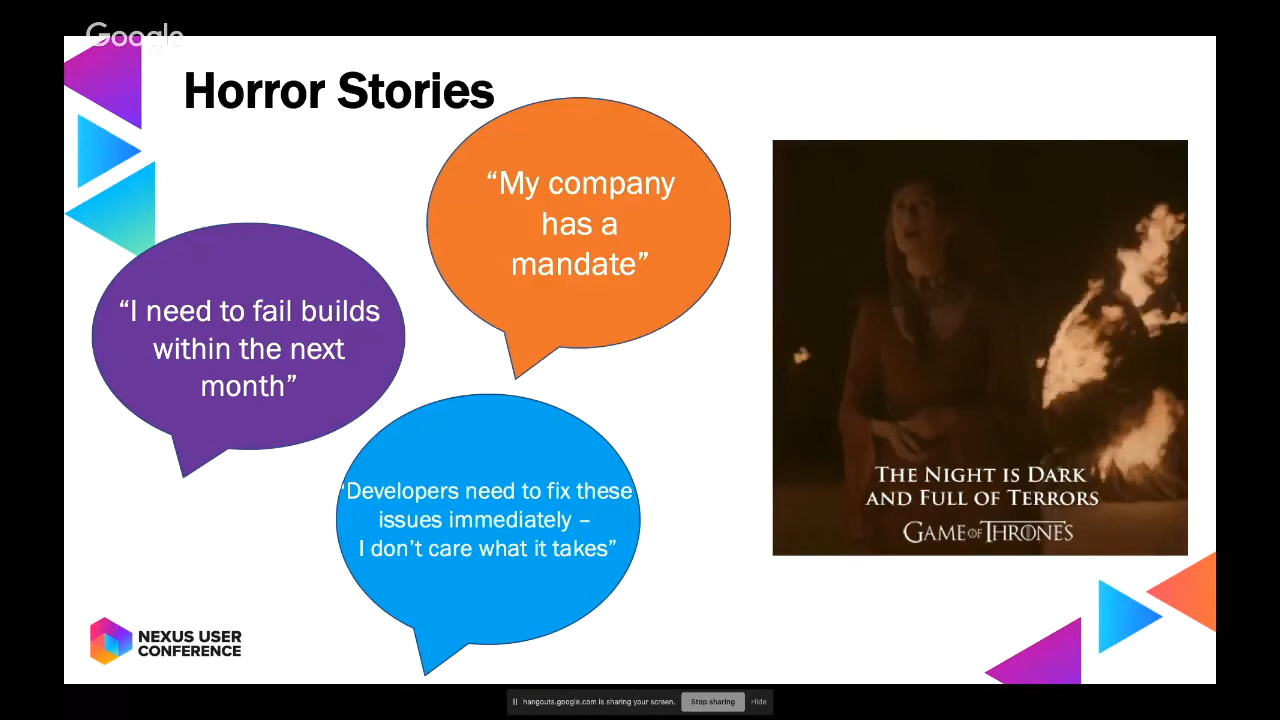 Google
Horror Stories
“My company
has a
mandate”
“I need to fail builds
within the next
month”
“Developers need to fix these
issues immediately –
I don’t care what it takes”
THE NIGHT IS DARK
AND FULL OF TERRORS
GAME OF THRONES
NEXUS USER
CONFERENCE
hangouts.google.com is sharing your screen.
Stop sharing
Hide